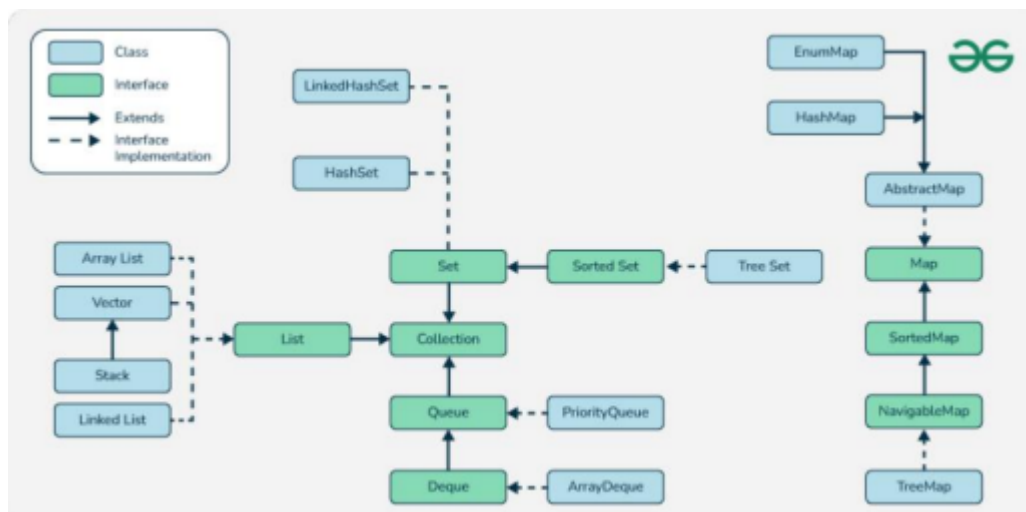 Class
Interface
Extends
Interface
Implementation
LinkedHashSet
HashSet
EnumMap
HashMap
AbstractMap
Array List
Set
Sorted Set
Tree Set
Map
Vector
List
Collection
SortedMap
Stack
Linked List
Queue
PriorityQueue
NavigableMap
Deque
ArrayDeque
TreeMap